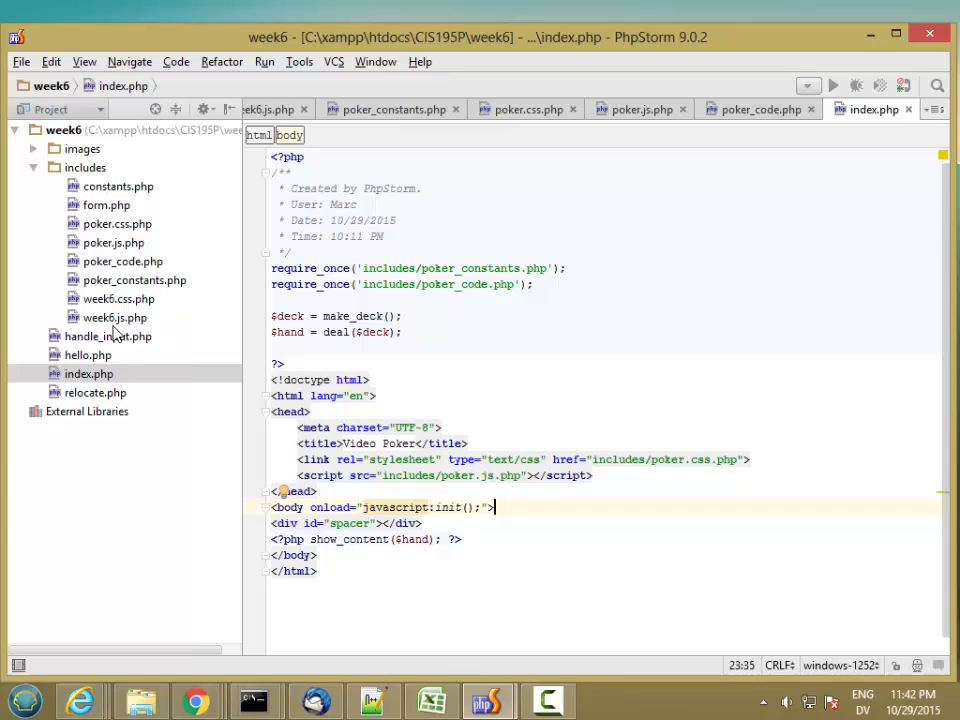 week6 - [C:\xampp\htdocs\CIS195P\week6] - ...\index.php - PhpStorm 9.0.2
File Edit View Navigate Code Refactor Run Tools VCS Window Help
week6 index.php
Project
week6.js.php poker_constants.php poker.css.php poker.js.php poker_code.php index.php
week6 (C:\xampp\htdocs\CIS195P\wee
images
includes
constants.php
form.php
poker.css.php
poker.js.php
poker_code.php
poker_constants.php
week6.css.php
week6.js.php
handle_input.php
hello.php
index.php
relocate.php
External Libraries
html body
<?php
/**
* Created by PhpStorm.
* User: Marc
* Date: 10/29/2015
* Time: 10:11 PM
*/
require_once('includes/poker_constants.php');
require_once('includes/poker_code.php');
$deck = make_deck();
$hand = deal($deck);
?>
<!doctype html>
<html lang="en">
<head>
<meta charset="UTF-8">
<title>Video Poker</title>
<link rel="stylesheet" type="text/css" href="includes/poker.css.php">
<script src="includes/poker.js.php"></script>
</head>
<body onload="javascript:init();">
<div id="spacer"></div>
<?php show_content($hand); ?>
</body>
</html>
23:35 CRLF windows-1252
ENG 11:42 PM
DV 10/29/2015